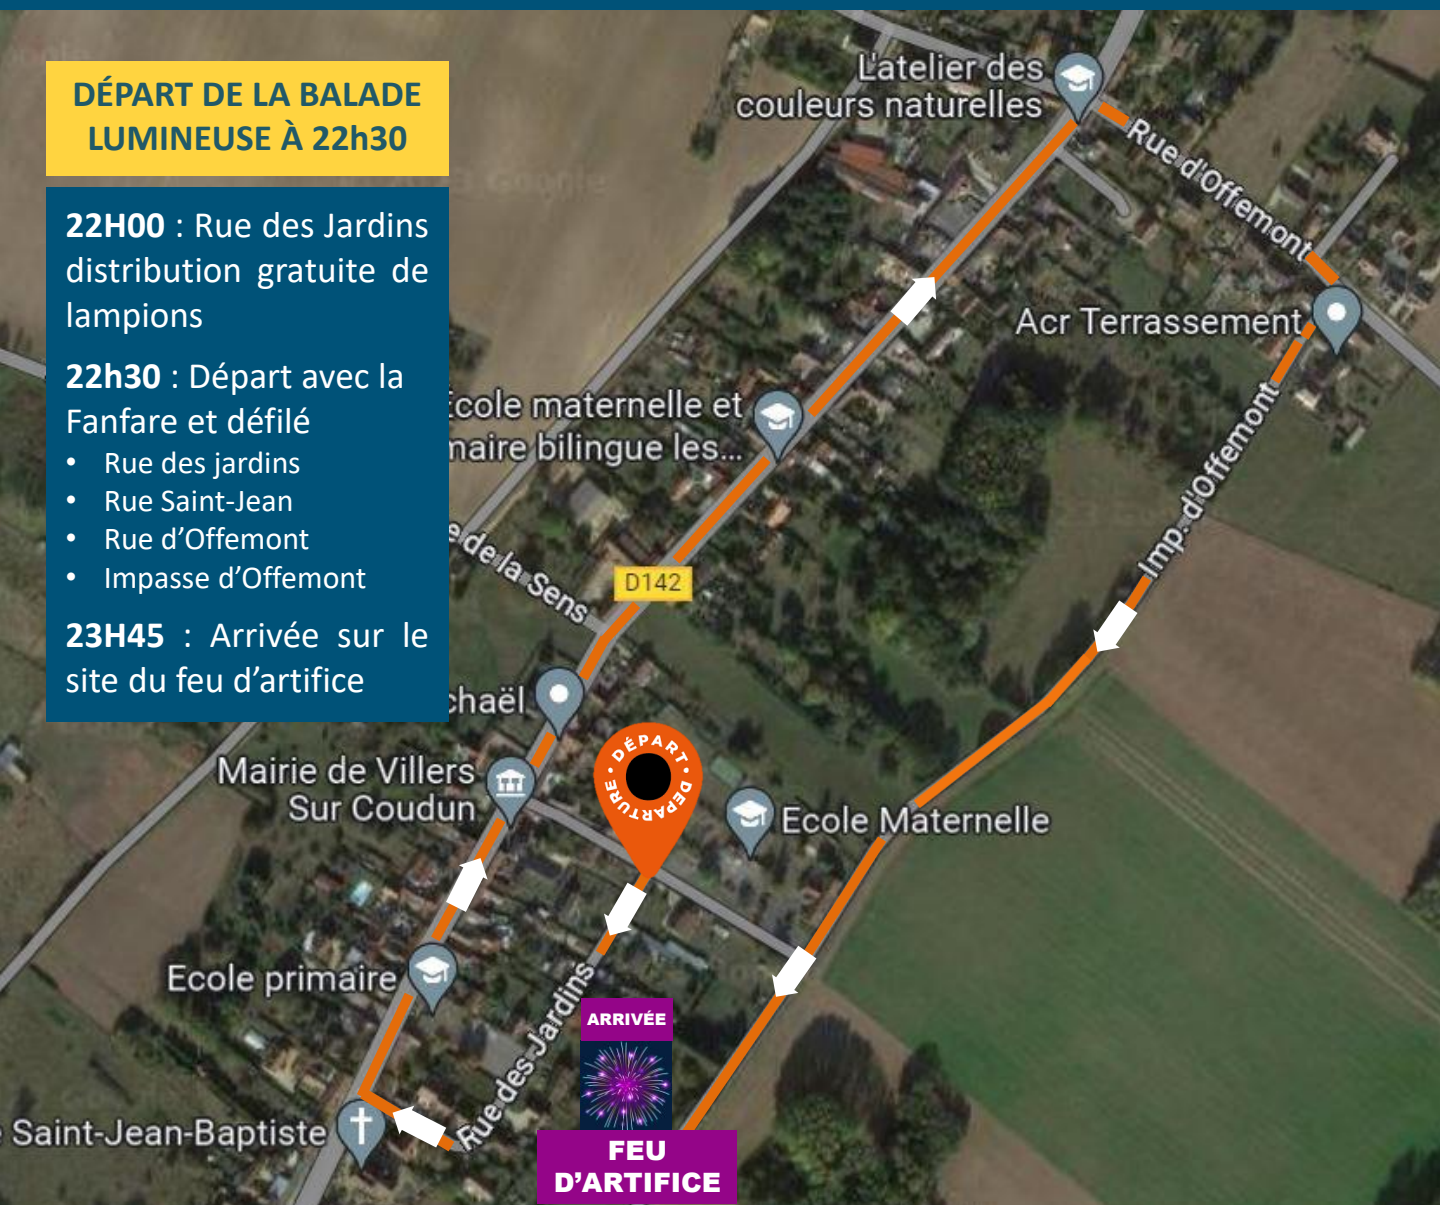 DÉPART DE LA BALADE
LUMINEUSE À 22h30
22H00 : Rue des Jardins
distribution gratuite de
lampions
22h30 : Départ avec la
Fanfare et défilé
• Rue des jardins
• Rue Saint-Jean
• Rue d’Offemont
• Impasse d’Offemont
23H45 : Arrivée sur le
site du feu d’artifice
L'atelier des
couleurs naturelles
Rue d'Offemont
Acr Terrassement
Imp. d'Offemont
École maternelle et
maire bilingue les...
e de la Sens
D142
chaël
Mairie de Villers
Sur Coudun
DÉPART • DEPARTURE •
Ecole Maternelle
Ecole primaire
Rue des Jardins
ARRIVÉE
FEU
D’ARTIFICE
Saint-Jean-Baptiste